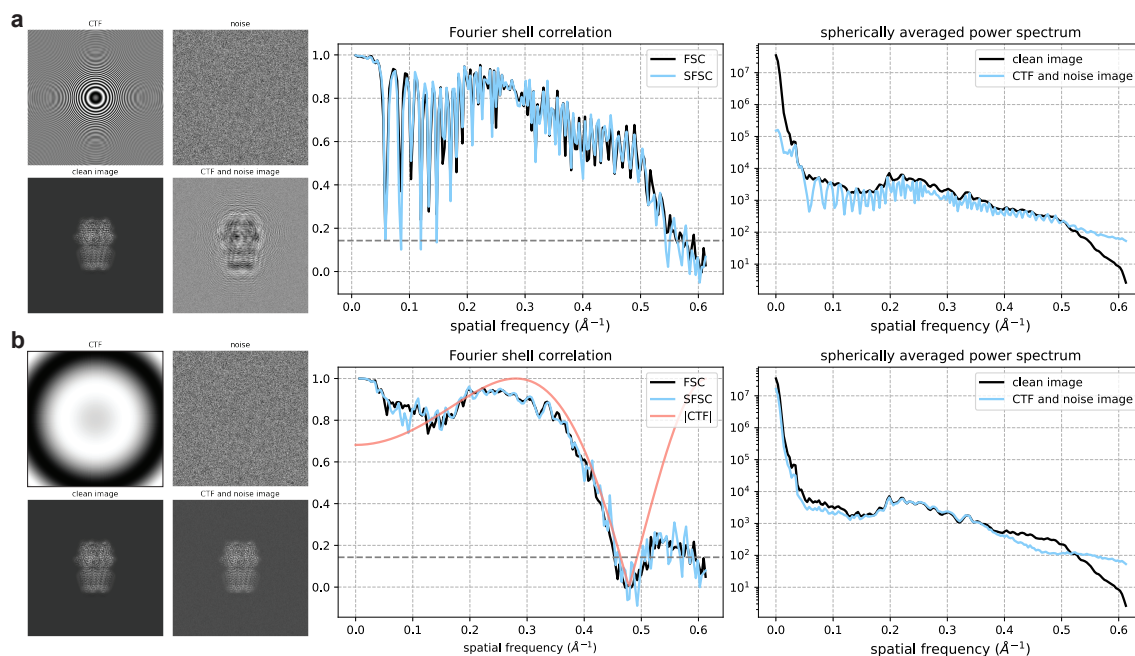 a
CTF
noise
clean image
CTF and noise image
Fourier shell correlation
FSC
SFSC
1.0
0.8
0.6
0.4
0.2
0.0
0.0 0.1 0.2 0.3 0.4 0.5 0.6
spatial frequency (Å⁻¹)
spherically averaged power spectrum
clean image
CTF and noise image
10⁷
10⁶
10⁵
10⁴
10³
10²
10¹
0.0 0.1 0.2 0.3 0.4 0.5 0.6
spatial frequency (Å⁻¹)
b
CTF
noise
clean image
CTF and noise image
Fourier shell correlation
FSC
SFSC
|CTF|
1.0
0.8
0.6
0.4
0.2
0.0
0.0 0.1 0.2 0.3 0.4 0.5 0.6
spatial frequency (Å⁻¹)
spherically averaged power spectrum
clean image
CTF and noise image
10⁷
10⁶
10⁵
10⁴
10³
10²
10¹
0.0 0.1 0.2 0.3 0.4 0.5 0.6
spatial frequency (Å⁻¹)